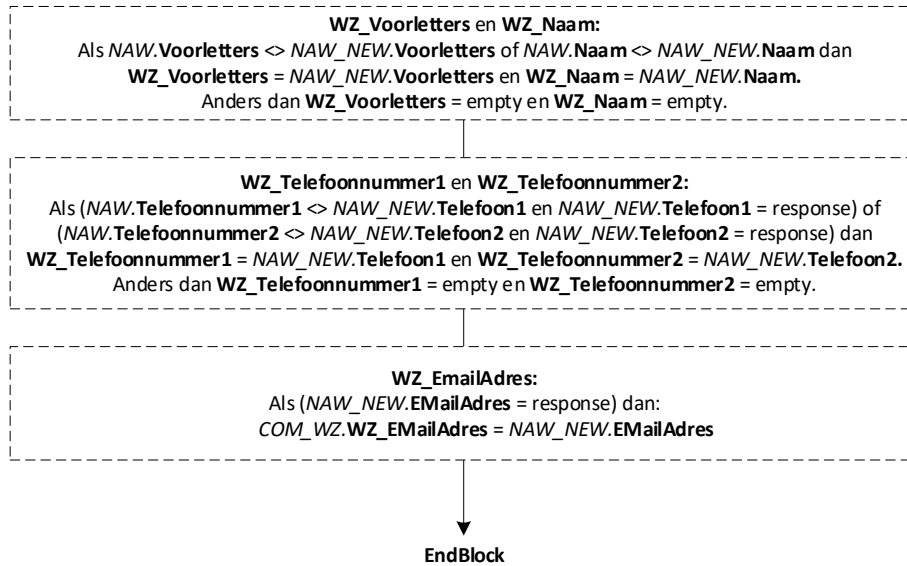 WZ_Voorletters en WZ_Naam:
Als NAW.Voorletters <> NAW_NEW.Voorletters of NAW.Naam <> NAW_NEW.Naam dan
WZ_Voorletters = NAW_NEW.Voorletters en WZ_Naam = NAW_NEW.Naam.
Anders dan WZ_Voorletters = empty en WZ_Naam = empty.
WZ_Telefoonnummer1 en WZ_Telefoonnummer2:
Als (NAW.Telefoonnummer1 <> NAW_NEW.Telefoon1 en NAW_NEW.Telefoon1 = response) of
(NAW.Telefoonnummer2 <> NAW_NEW.Telefoon2 en NAW_NEW.Telefoon2 = response) dan
WZ_Telefoonnummer1 = NAW_NEW.Telefoon1 en WZ_Telefoonnummer2 = NAW_NEW.Telefoon2.
Anders dan WZ_Telefoonnummer1 = empty en WZ_Telefoonnummer2 = empty.
WZ_EmailAdres:
Als (NAW_NEW.EMailAdres = response) dan:
COM_WZ.WZ_EMailAdres = NAW_NEW.EMailAdres
EndBlock